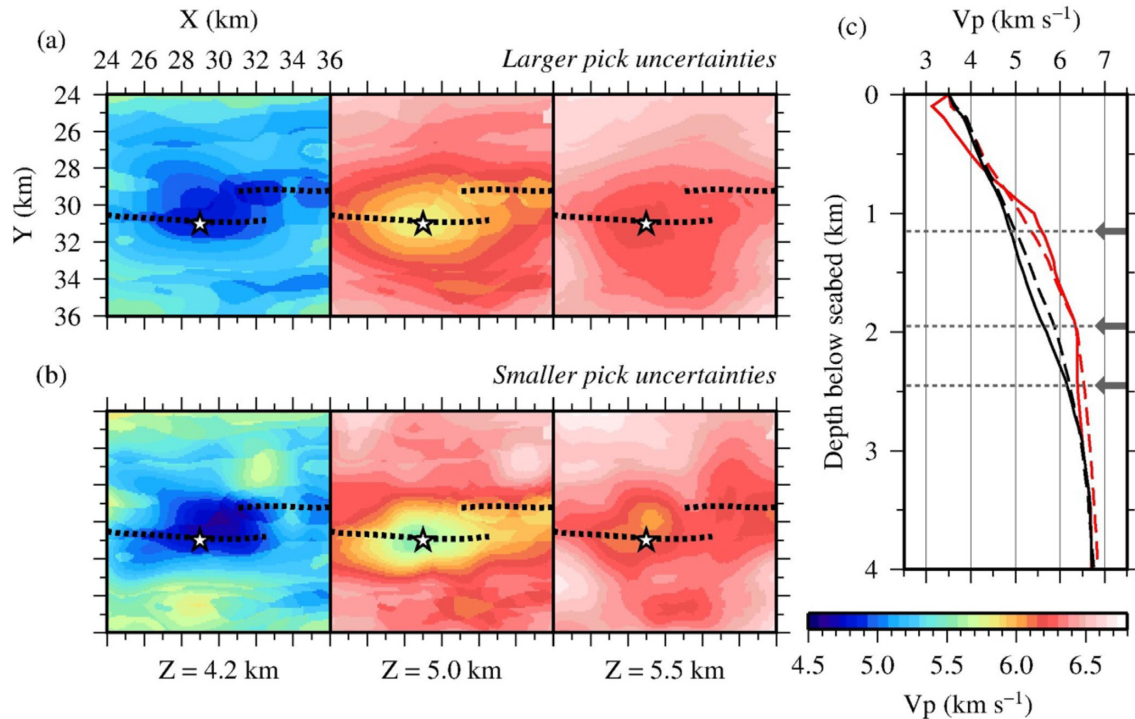 (a)
X (km)
24 26 28 30 32 34 36
Larger pick uncertainties
24
26
28
30
32
34
36
Y (km)
(b)
Smaller pick uncertainties
Z = 4.2 km
Z = 5.0 km
Z = 5.5 km
(c)
Vp (km s⁻¹)
3 4 5 6 7
0
1
2
3
4
Depth below seabed (km)
4.5 5.0 5.5 6.0 6.5
Vp (km s⁻¹)